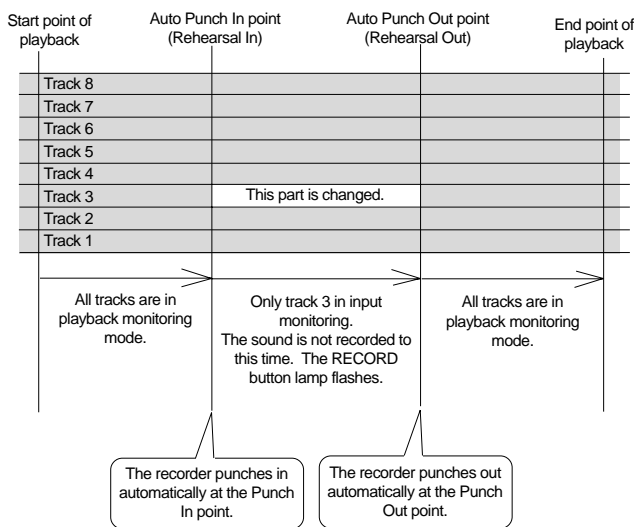 Start point of
playback
Auto Punch In point
(Rehearsal In)
Auto Punch Out point
(Rehearsal Out)
End point of
playback
Track 8
Track 7
Track 6
Track 5
Track 4
Track 3
This part is changed.
Track 2
Track 1
All tracks are in
playback monitoring
mode.
Only track 3 in input
monitoring.
The sound is not recorded to
this time. The RECORD
button lamp flashes.
All tracks are in
playback monitoring
mode.
The recorder punches in
automatically at the Punch
In point.
The recorder punches out
automatically at the Punch
Out point.